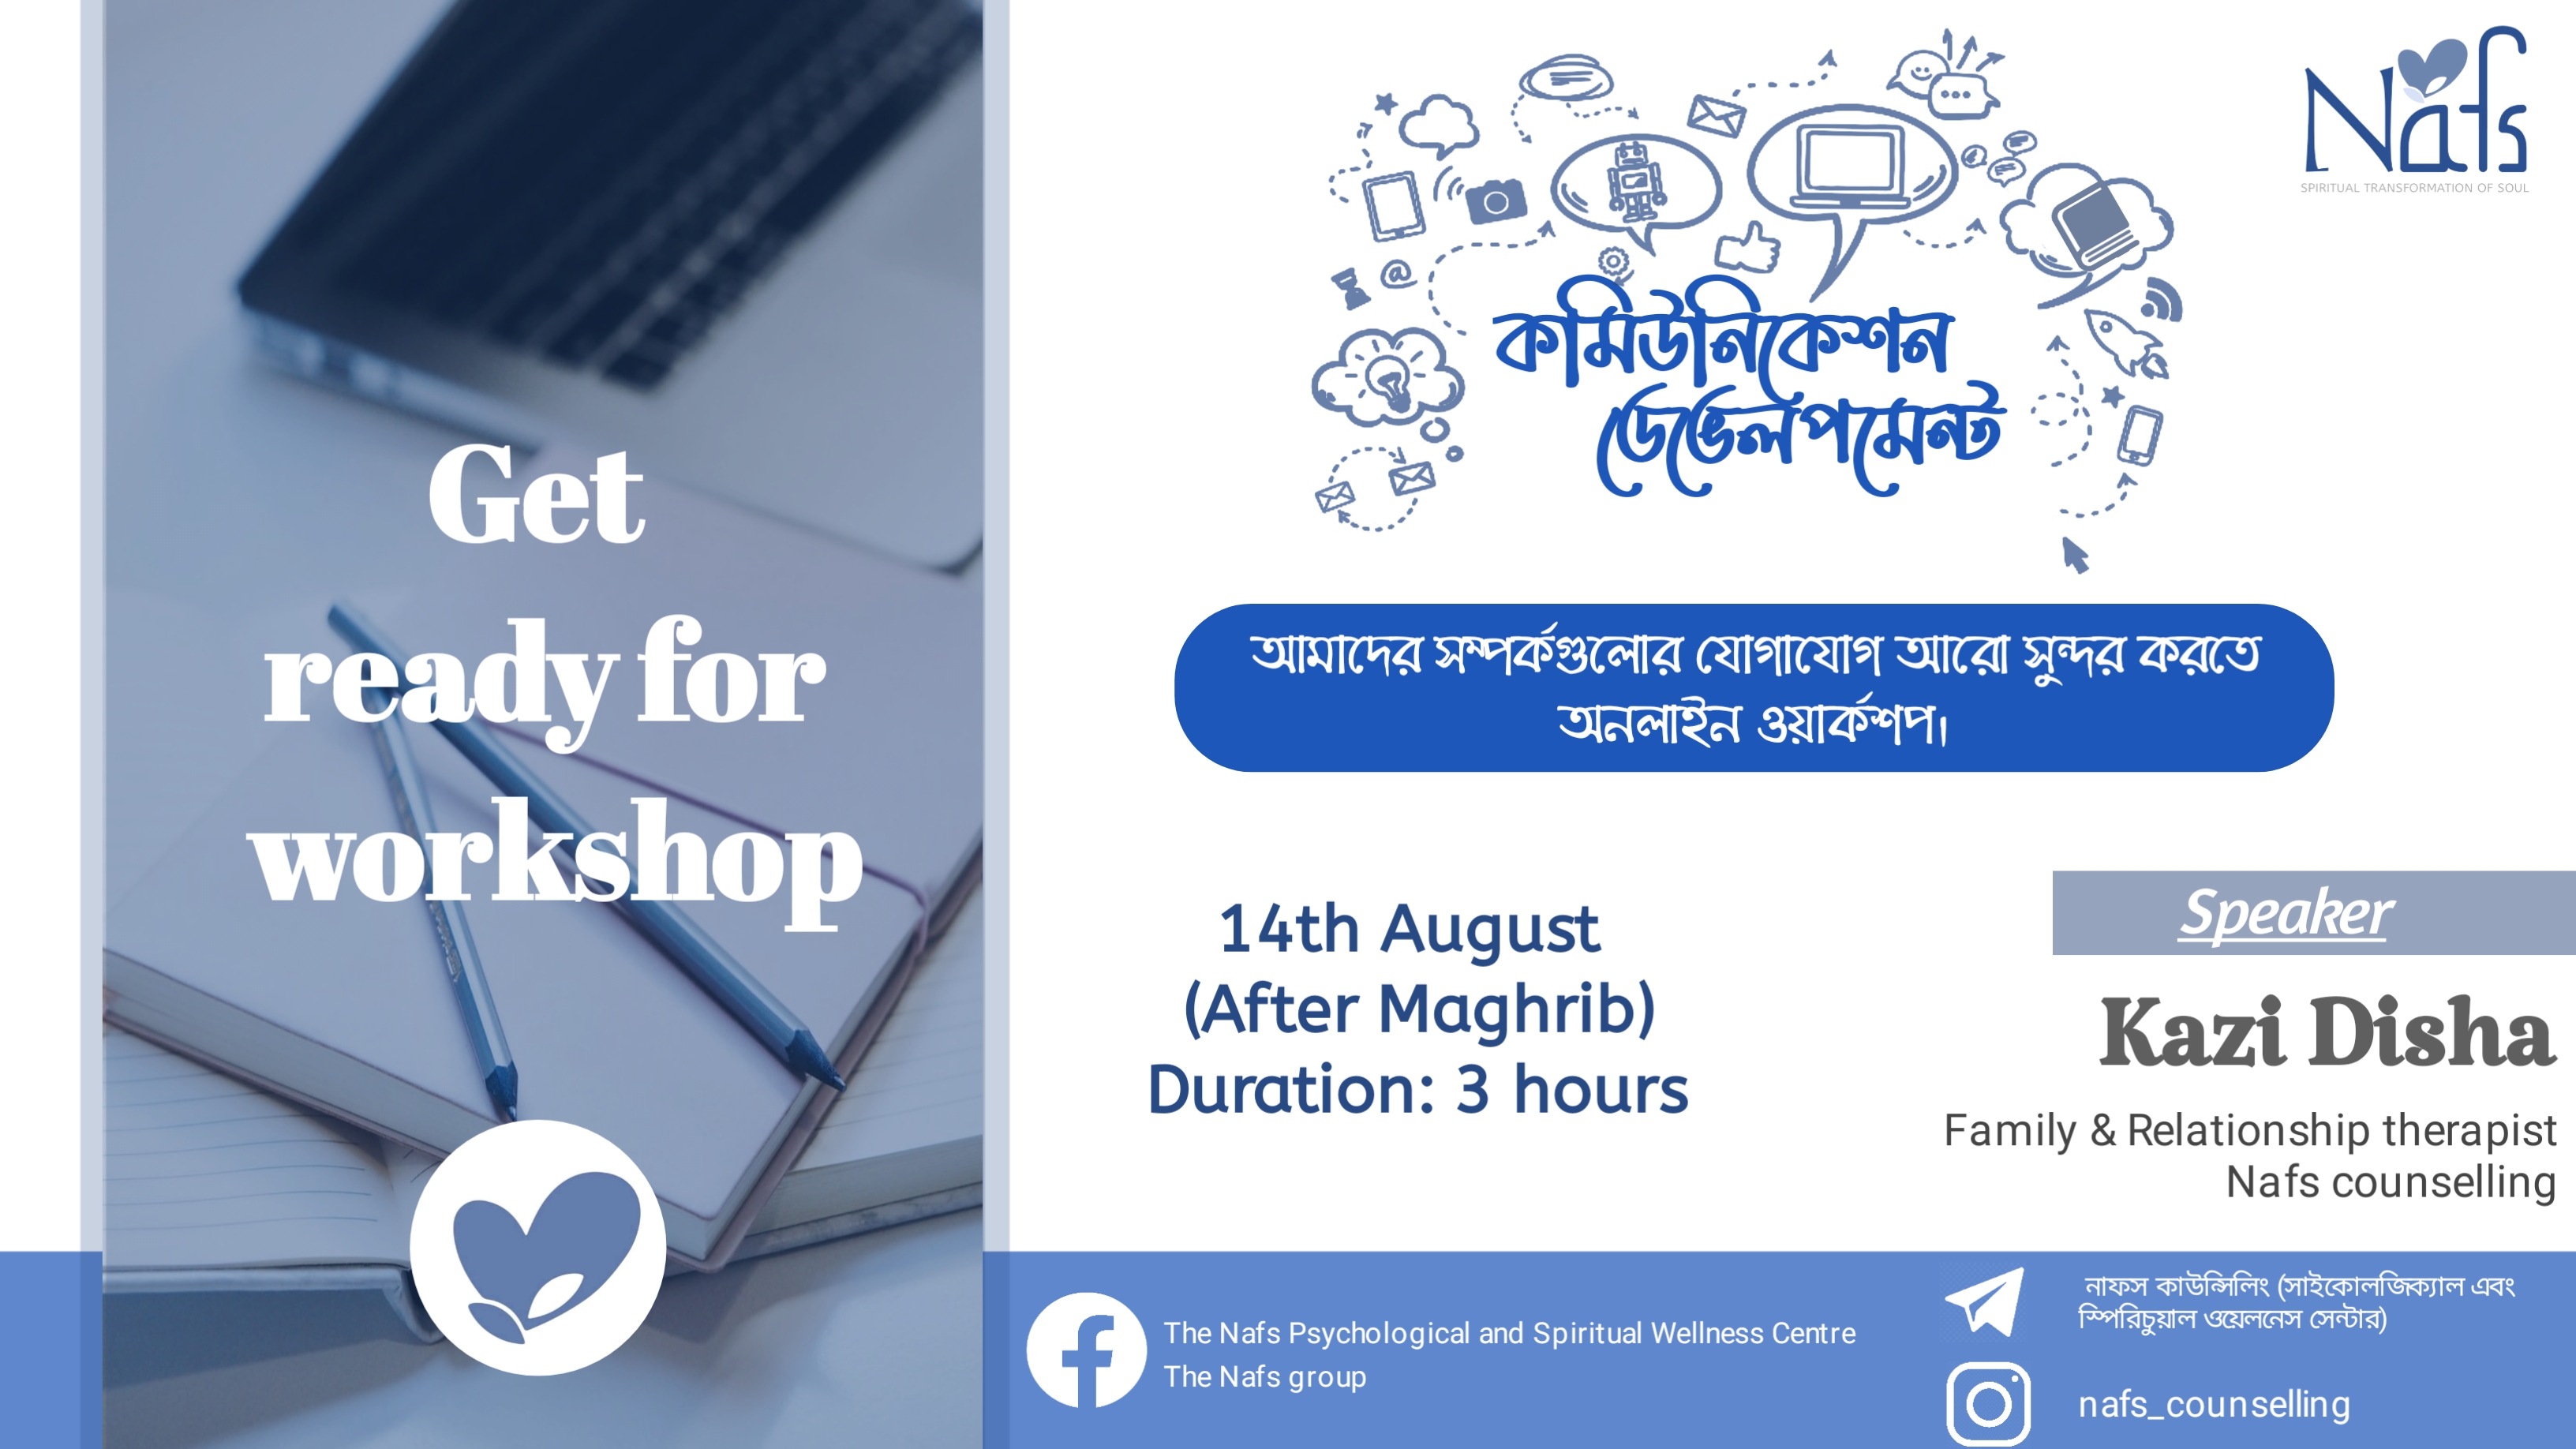 Get
ready for
workshop
Nafs
SPIRITUAL TRANSFORMATION OF SOUL
কমিউনিকেশন
ডেভেলপমেন্ট
আমাদের সম্পর্কগুলোর যোগাযোগ আরো সুন্দর করতে
অনলাইন ওয়ার্কশপ।
14th August
(After Maghrib)
Duration: 3 hours
Speaker
Kazi Disha
Family & Relationship therapist
Nafs counselling
The Nafs Psychological and Spiritual Wellness Centre
The Nafs group
নাফস কাউন্সিলিং (সাইকোলজিক্যাল এবং
স্পিরিচুয়াল ওয়েলনেস সেন্টার)
nafs_counselling